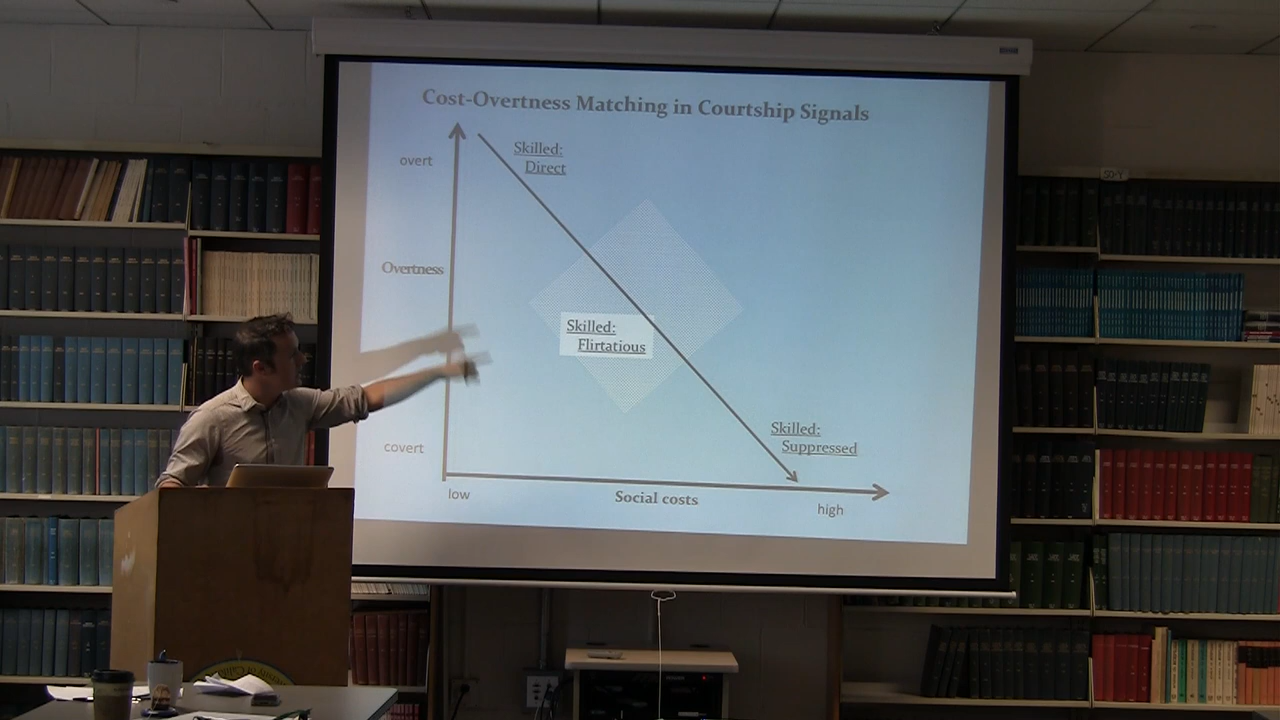 Cost-Overtness Matching in Courtship Signals
overt
Skilled:
Direct
Overtness
Skilled:
Flirtatious
Skilled:
Suppressed
covert
low
Social costs
high
SD-Y